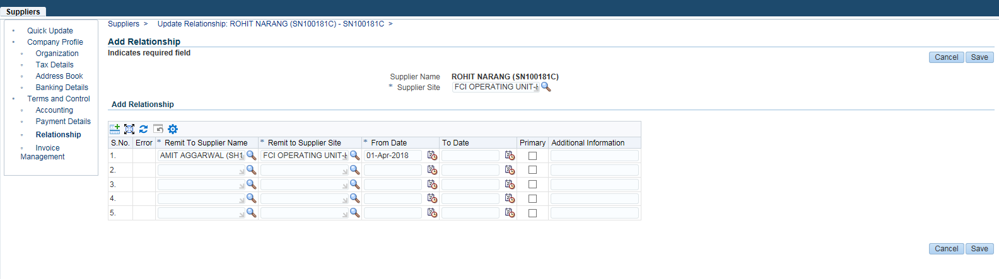 Suppliers
Quick Update
Company Profile
Organization
Tax Details
Address Book
Banking Details
Terms and Control
Accounting
Payment Details
Relationship
Invoice
Management
Suppliers > Update Relationship: ROHIT NARANG (SN100181C) - SN100181C >
Add Relationship
Indicates required field
Cancel Save
Supplier Name ROHIT NARANG (SN100181C)
* Supplier Site FCI OPERATING UNIT-
Add Relationship
S.No. Error * Remit To Supplier Name * Remit to Supplier Site * From Date To Date Primary Additional Information
1. AMIT AGGARWAL (SH1 FCI OPERATING UNIT- 01-Apr-2018
2.
3.
4.
5.
Cancel Save